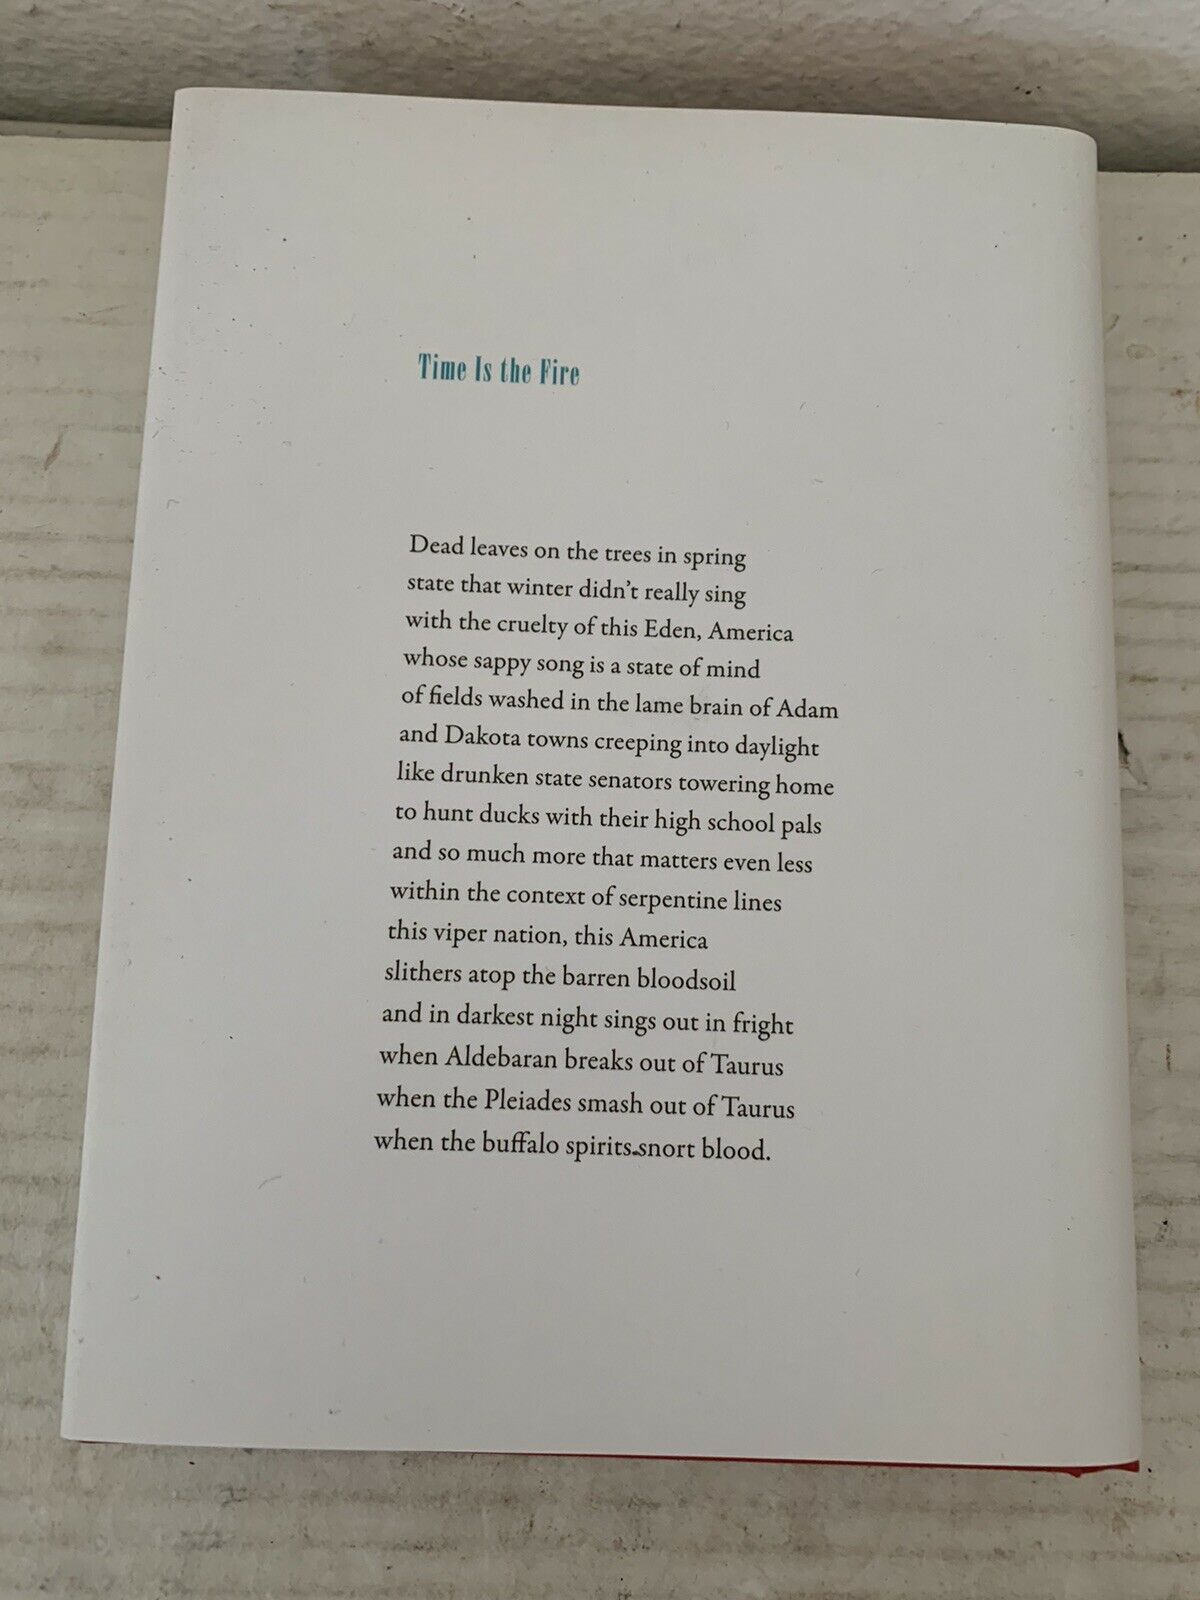 Time Is the Fire
Dead leaves on the trees in spring
state that winter didn't really sing
with the cruelty of this Eden, America
whose sappy song is a state of mind
of fields washed in the lame brain of Adam
and Dakota towns creeping into daylight
like drunken state senators towering home
to hunt ducks with their high school pals
and so much more that matters even less
within the context of serpentine lines
this viper nation, this America
slithers atop the barren bloodsoil
and in darkest night sings out in fright
when Aldebaran breaks out of Taurus
when the Pleiades smash out of Taurus
when the buffalo spirits snort blood.